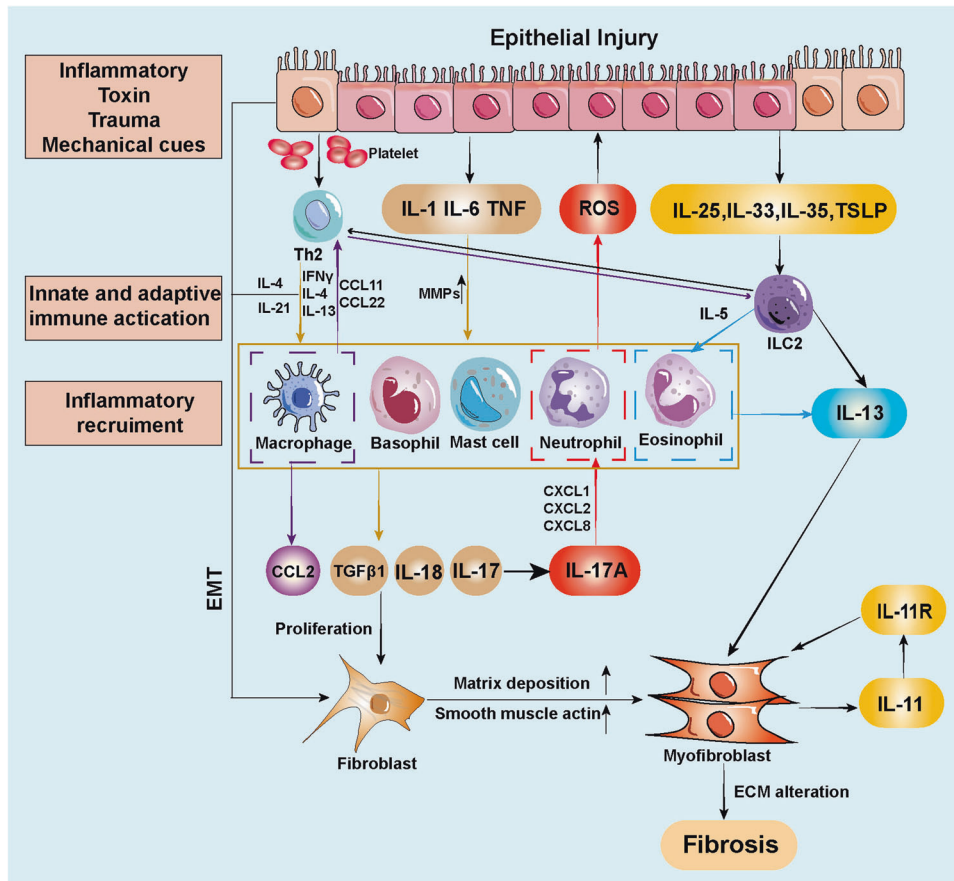 Epithelial Injury
Inflammatory
Toxin
Trauma
Mechanical cues
Platelet
IL-1 IL-6 TNF
ROS
IL-25,IL-33,IL-35,TSLP
Th2
Innate and adaptive
immune actication
IL-4
IL-21
IFNγ
IL-4
IL-13
CCL11
CCL22
MMPs
IL-5
ILC2
Inflammatory
recruiment
Macrophage
Basophil
Mast cell
Neutrophil
Eosinophil
IL-13
CXCL1
CXCL2
CXCL8
CCL2
TGFβ1
IL-18
IL-17
IL-17A
EMT
Proliferation
IL-11R
Matrix deposition
Smooth muscle actin
IL-11
Fibroblast
Myofibroblast
ECM alteration
Fibrosis